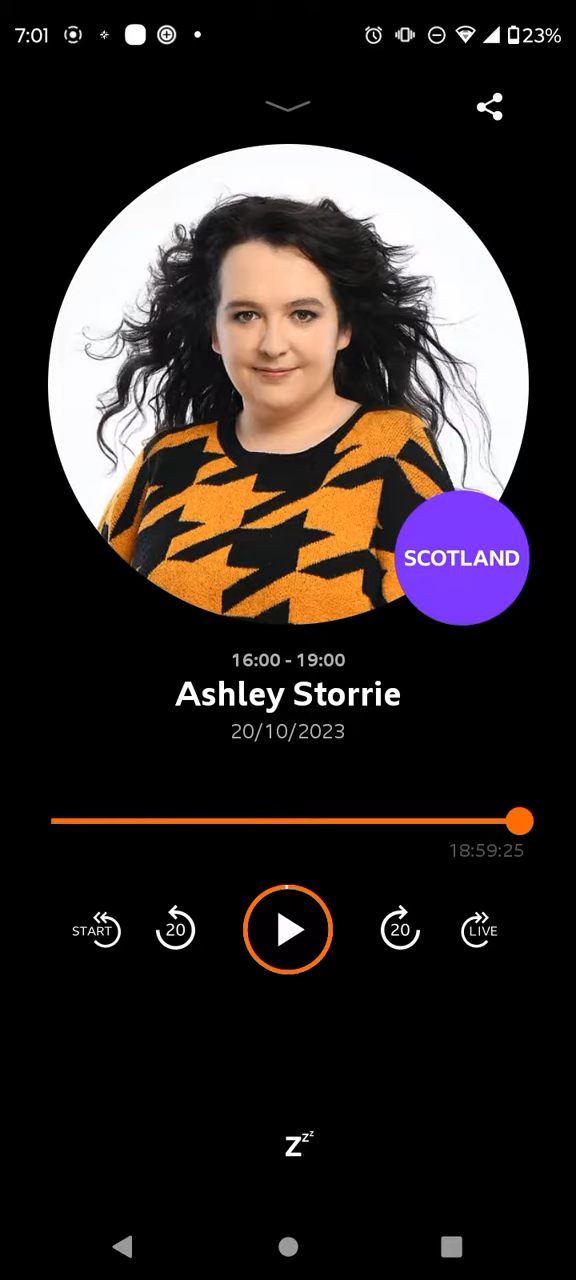 7:01
23%
SCOTLAND
16:00 - 19:00
Ashley Storrie
20/10/2023
18:59:25
START
20
20
LIVE
Zzz